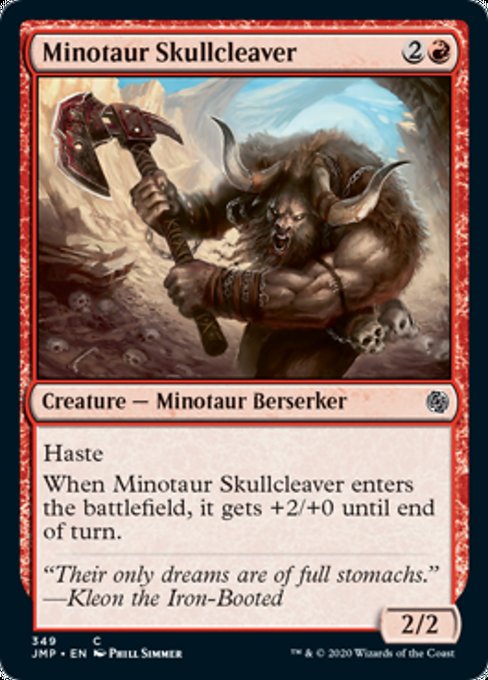 Minotaur Skullcleaver 2
Creature — Minotaur Berserker
Haste
When Minotaur Skullcleaver enters
the battlefield, it gets +2/+0 until end
of turn.
“Their only dreams are of full stomachs.”
—Kleon the Iron-Booted
2/2
349 C
JMP • EN Phill Simmer
™ & © 2020 Wizards of the Coast